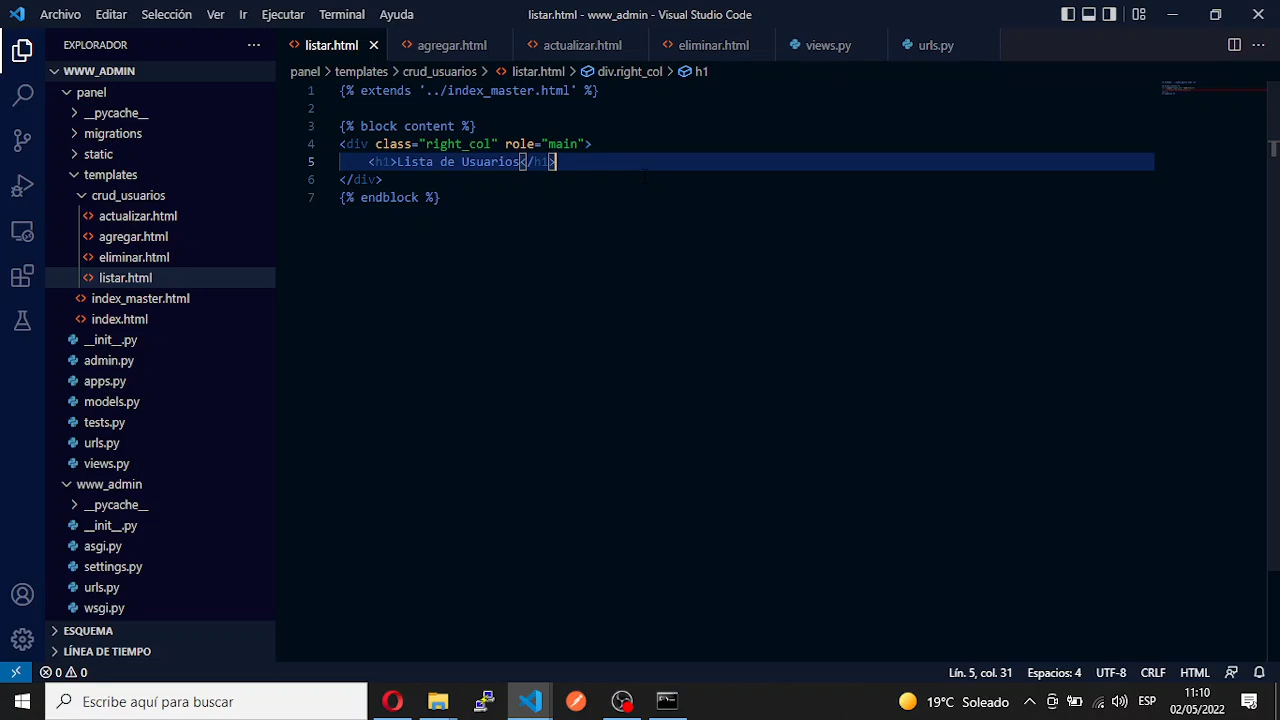 Archivo Editar Selección Ver Ir Ejecutar Terminal Ayuda
listar.html - www_admin - Visual Studio Code
EXPLORADOR
listar.html
agregar.html
actualizar.html
eliminar.html
views.py
urls.py
WWW_ADMIN
panel
__pycache__
migrations
static
templates
crud_usuarios
actualizar.html
agregar.html
eliminar.html
listar.html
index_master.html
index.html
__init__.py
admin.py
apps.py
models.py
tests.py
urls.py
views.py
www_admin
__pycache__
__init__.py
asgi.py
settings.py
urls.py
wsgi.py
ESQUEMA
LÍNEA DE TIEMPO
panel > templates > crud_usuarios > listar.html > div.right_col > h1
1 {% extends '../index_master.html' %}
2
3 {% block content %}
4 <div class="right_col" role="main">
5 <h1>Lista de Usuarios</h1>
6 </div>
7 {% endblock %}
0 0
Lín. 5, col. 31 Espacios: 4 UTF-8 CRLF HTML
Escribe aquí para buscar
19°C Soleado
ESP
11:10
02/05/2022